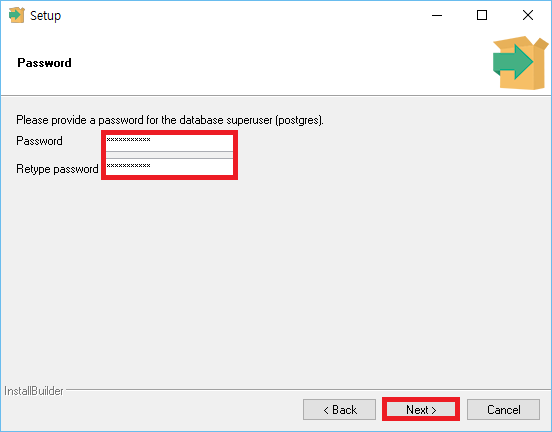 Setup
Password
Please provide a password for the database superuser (postgres).
Password ***********
Retype password ***********
InstallBuilder
< Back Next > Cancel